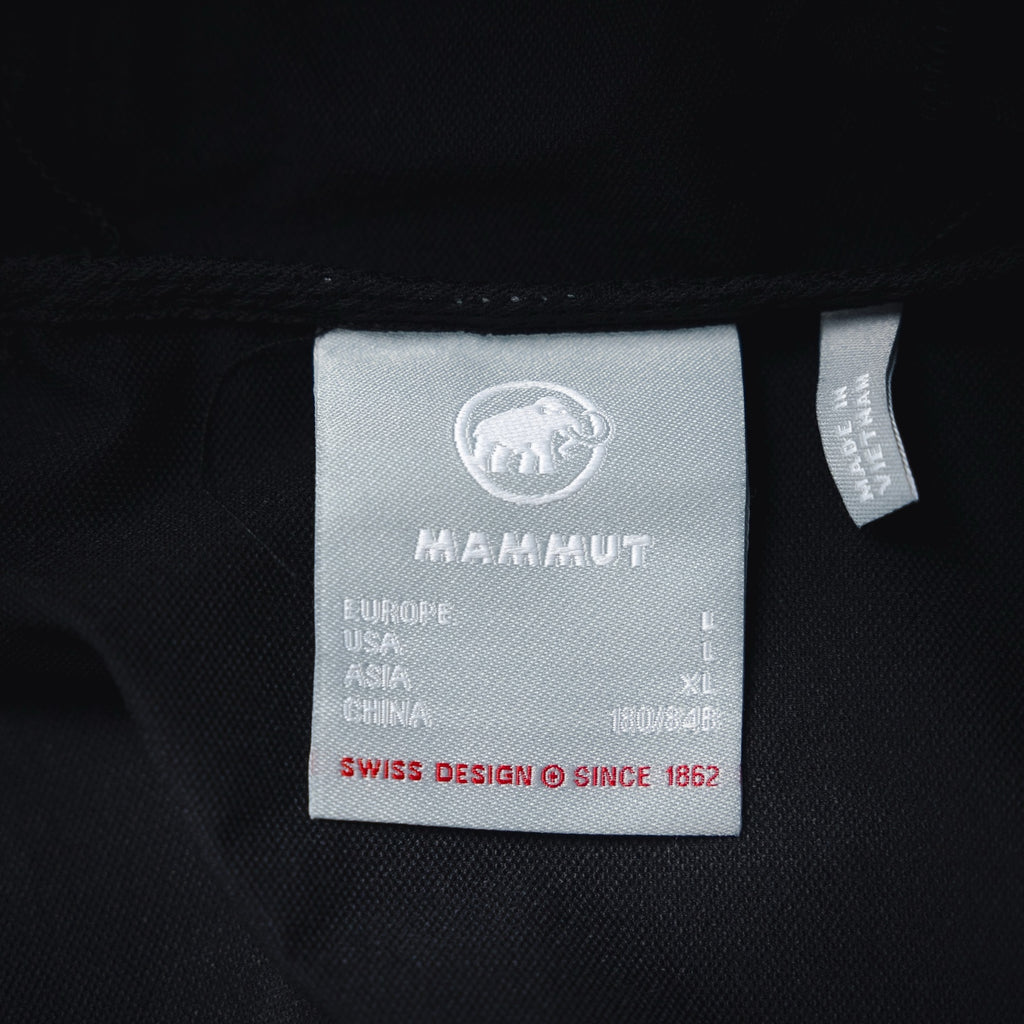 MAMMUT
EUROPE L
USA L
ASIA XL
CHINA 180/84B
SWISS DESIGN SINCE 1862
MADE IN
VIETNAM